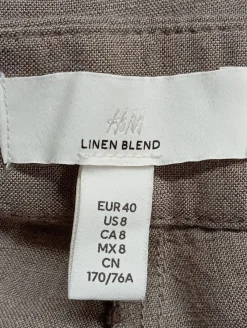 H&M
LINEN BLEND
EUR 40
US 8
CA 8
MX 8
CN
170/76A